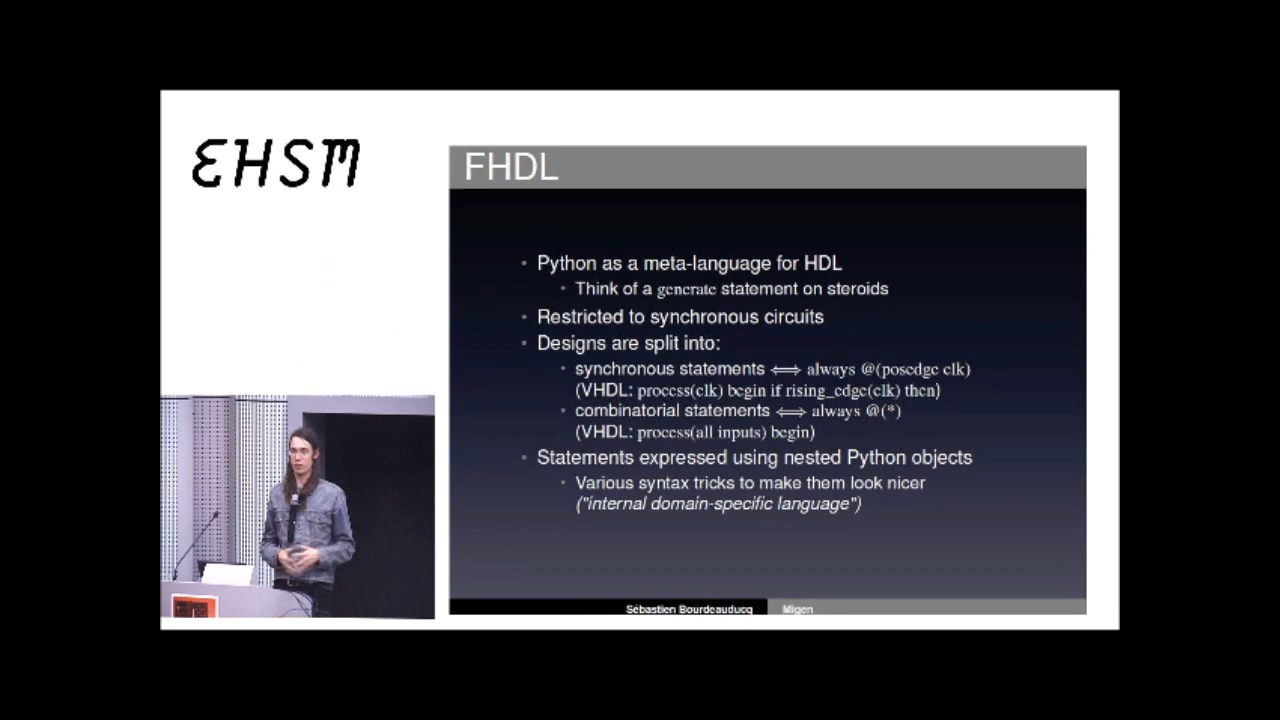 EHSM
FHDL
Python as a meta-language for HDL
Think of a generate statement on steroids
Restricted to synchronous circuits
Designs are split into:
synchronous statements ⟺ always @(posedge clk)
(VHDL: process(clk) begin if rising_edge(clk) then)
combinatorial statements ⟺ always @(*)
(VHDL: process(all inputs) begin)
Statements expressed using nested Python objects
Various syntax tricks to make them look nicer
("internal domain-specific language")
Sébastien Bourdeauducq Migen